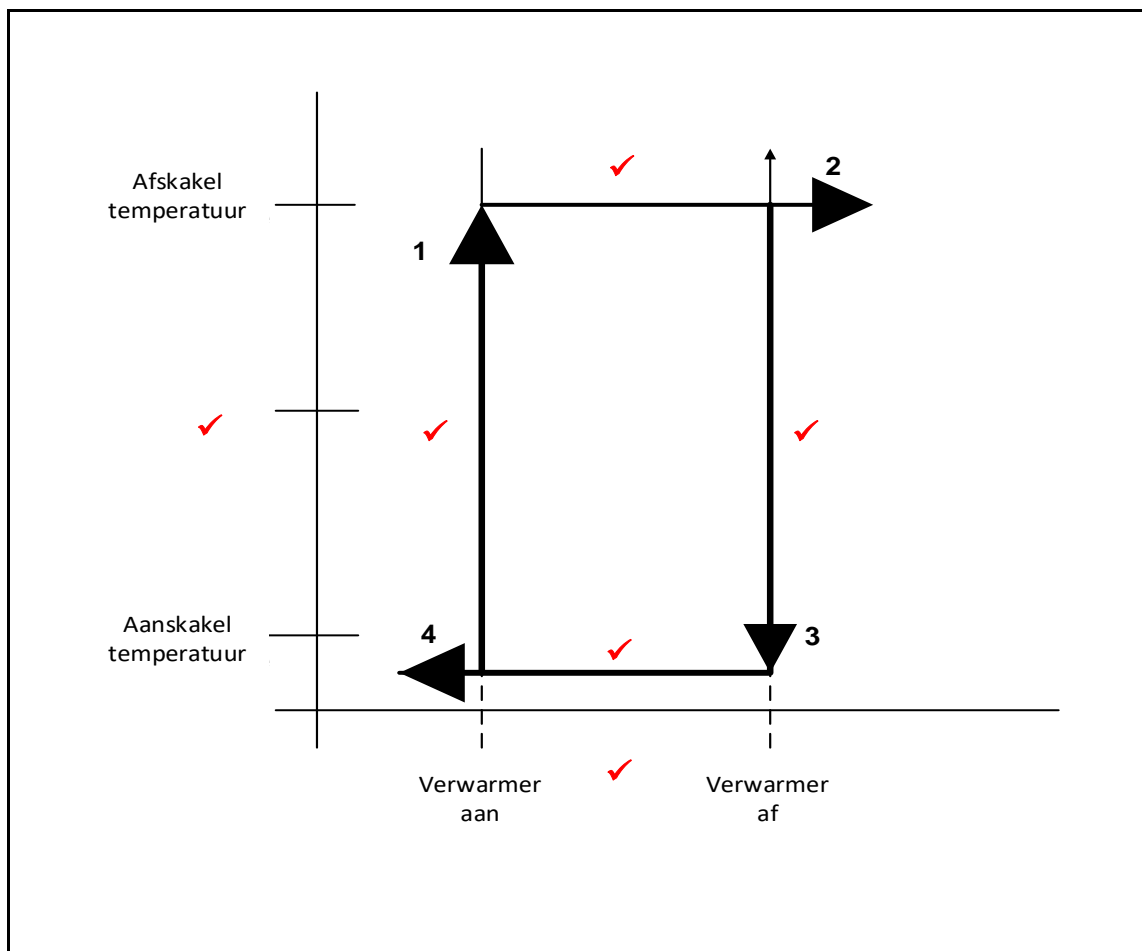 2
Afskakel
temperatuur
1
Aanskakel
temperatuur
4
3
Verwarmer
aan
Verwarmer
af